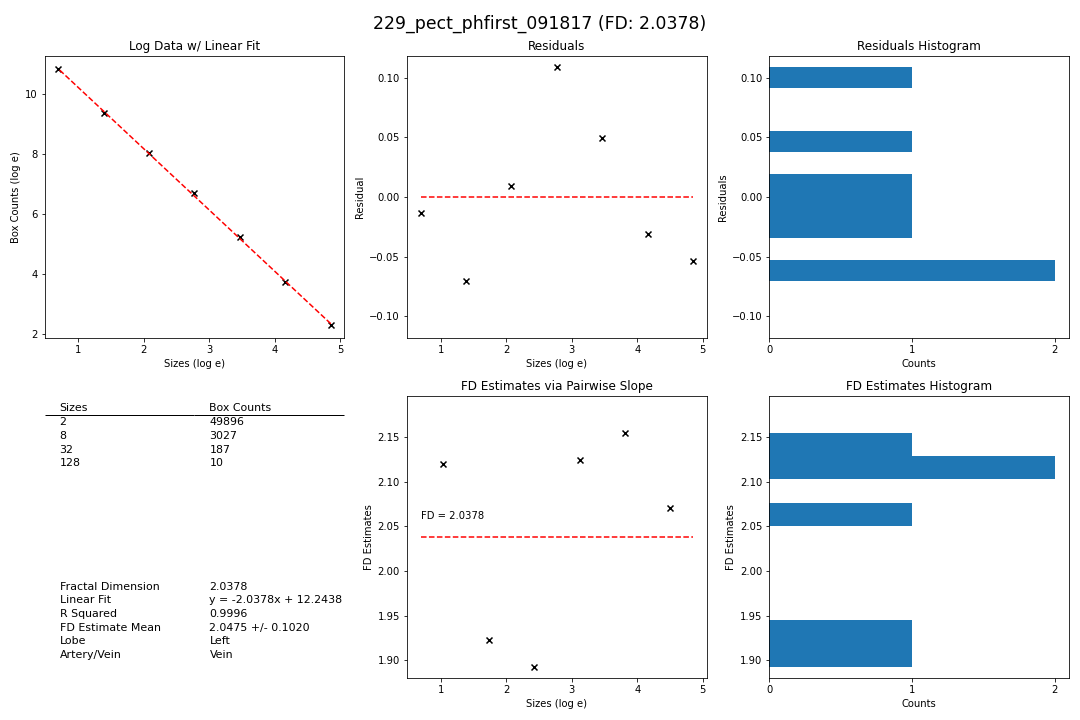 229_pect_phfirst_091817 (FD: 2.0378)
Log Data w/ Linear Fit
Box Counts (log e)
10
8
6
4
2
1 2 3 4 5
Sizes (log e)
Residuals
Residual
0.10
0.05
0.00
−0.05
−0.10
1 2 3 4 5
Sizes (log e)
Residuals Histogram
Residuals
0.10
0.05
0.00
−0.05
−0.10
0 1 2
Counts
Sizes Box Counts
2 49896
8 3027
32 187
128 10
Fractal Dimension 2.0378
Linear Fit y = -2.0378x + 12.2438
R Squared 0.9996
FD Estimate Mean 2.0475 +/- 0.1020
Lobe Left
Artery/Vein Vein
FD Estimates via Pairwise Slope
FD Estimates
2.15
2.10
2.05
2.00
1.95
1.90
FD = 2.0378
1 2 3 4 5
Sizes (log e)
FD Estimates Histogram
FD Estimates
2.15
2.10
2.05
2.00
1.95
1.90
0 1 2
Counts